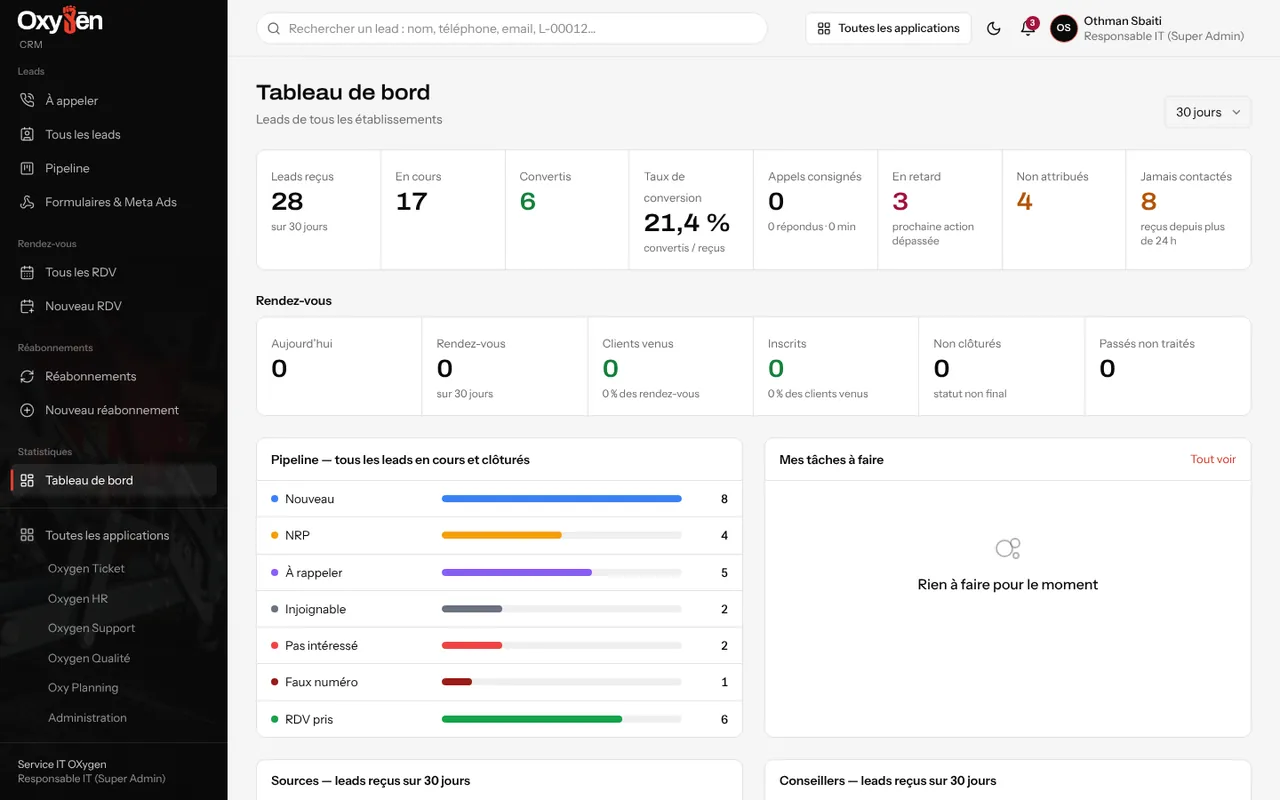 Oxygēn
CRM
Leads
À appeler
Tous les leads
Pipeline
Formulaires & Meta Ads
Rendez-vous
Tous les RDV
Nouveau RDV
Réabonnements
Réabonnements
Nouveau réabonnement
Statistiques
Tableau de bord
Toutes les applications
Oxygen Ticket
Oxygen HR
Oxygen Support
Oxygen Qualité
Oxy Planning
Administration
Service IT OXygen
Responsable IT (Super Admin)
Rechercher un lead : nom, téléphone, email, L-00012...
Toutes les applications
3
OS
Othman Sbaiti
Responsable IT (Super Admin)
Tableau de bord
Leads de tous les établissements
30 jours
Leads reçus
28
sur 30 jours
En cours
17
Convertis
6
Taux de
conversion
21,4 %
convertis / reçus
Appels consignés
0
0 répondus · 0 min
En retard
3
prochaine action
dépassée
Non attribués
4
Jamais contactés
8
reçus depuis plus
de 24 h
Rendez-vous
Aujourd'hui
0
Rendez-vous
0
sur 30 jours
Clients venus
0
0 % des rendez-vous
Inscrits
0
0 % des clients venus
Non clôturés
0
statut non final
Passés non traités
0
Pipeline — tous les leads en cours et clôturés
Nouveau 8
NRP 4
À rappeler 5
Injoignable 2
Pas intéressé 2
Faux numéro 1
RDV pris 6
Mes tâches à faire
Tout voir
Rien à faire pour le moment
Sources — leads reçus sur 30 jours
Conseillers — leads reçus sur 30 jours